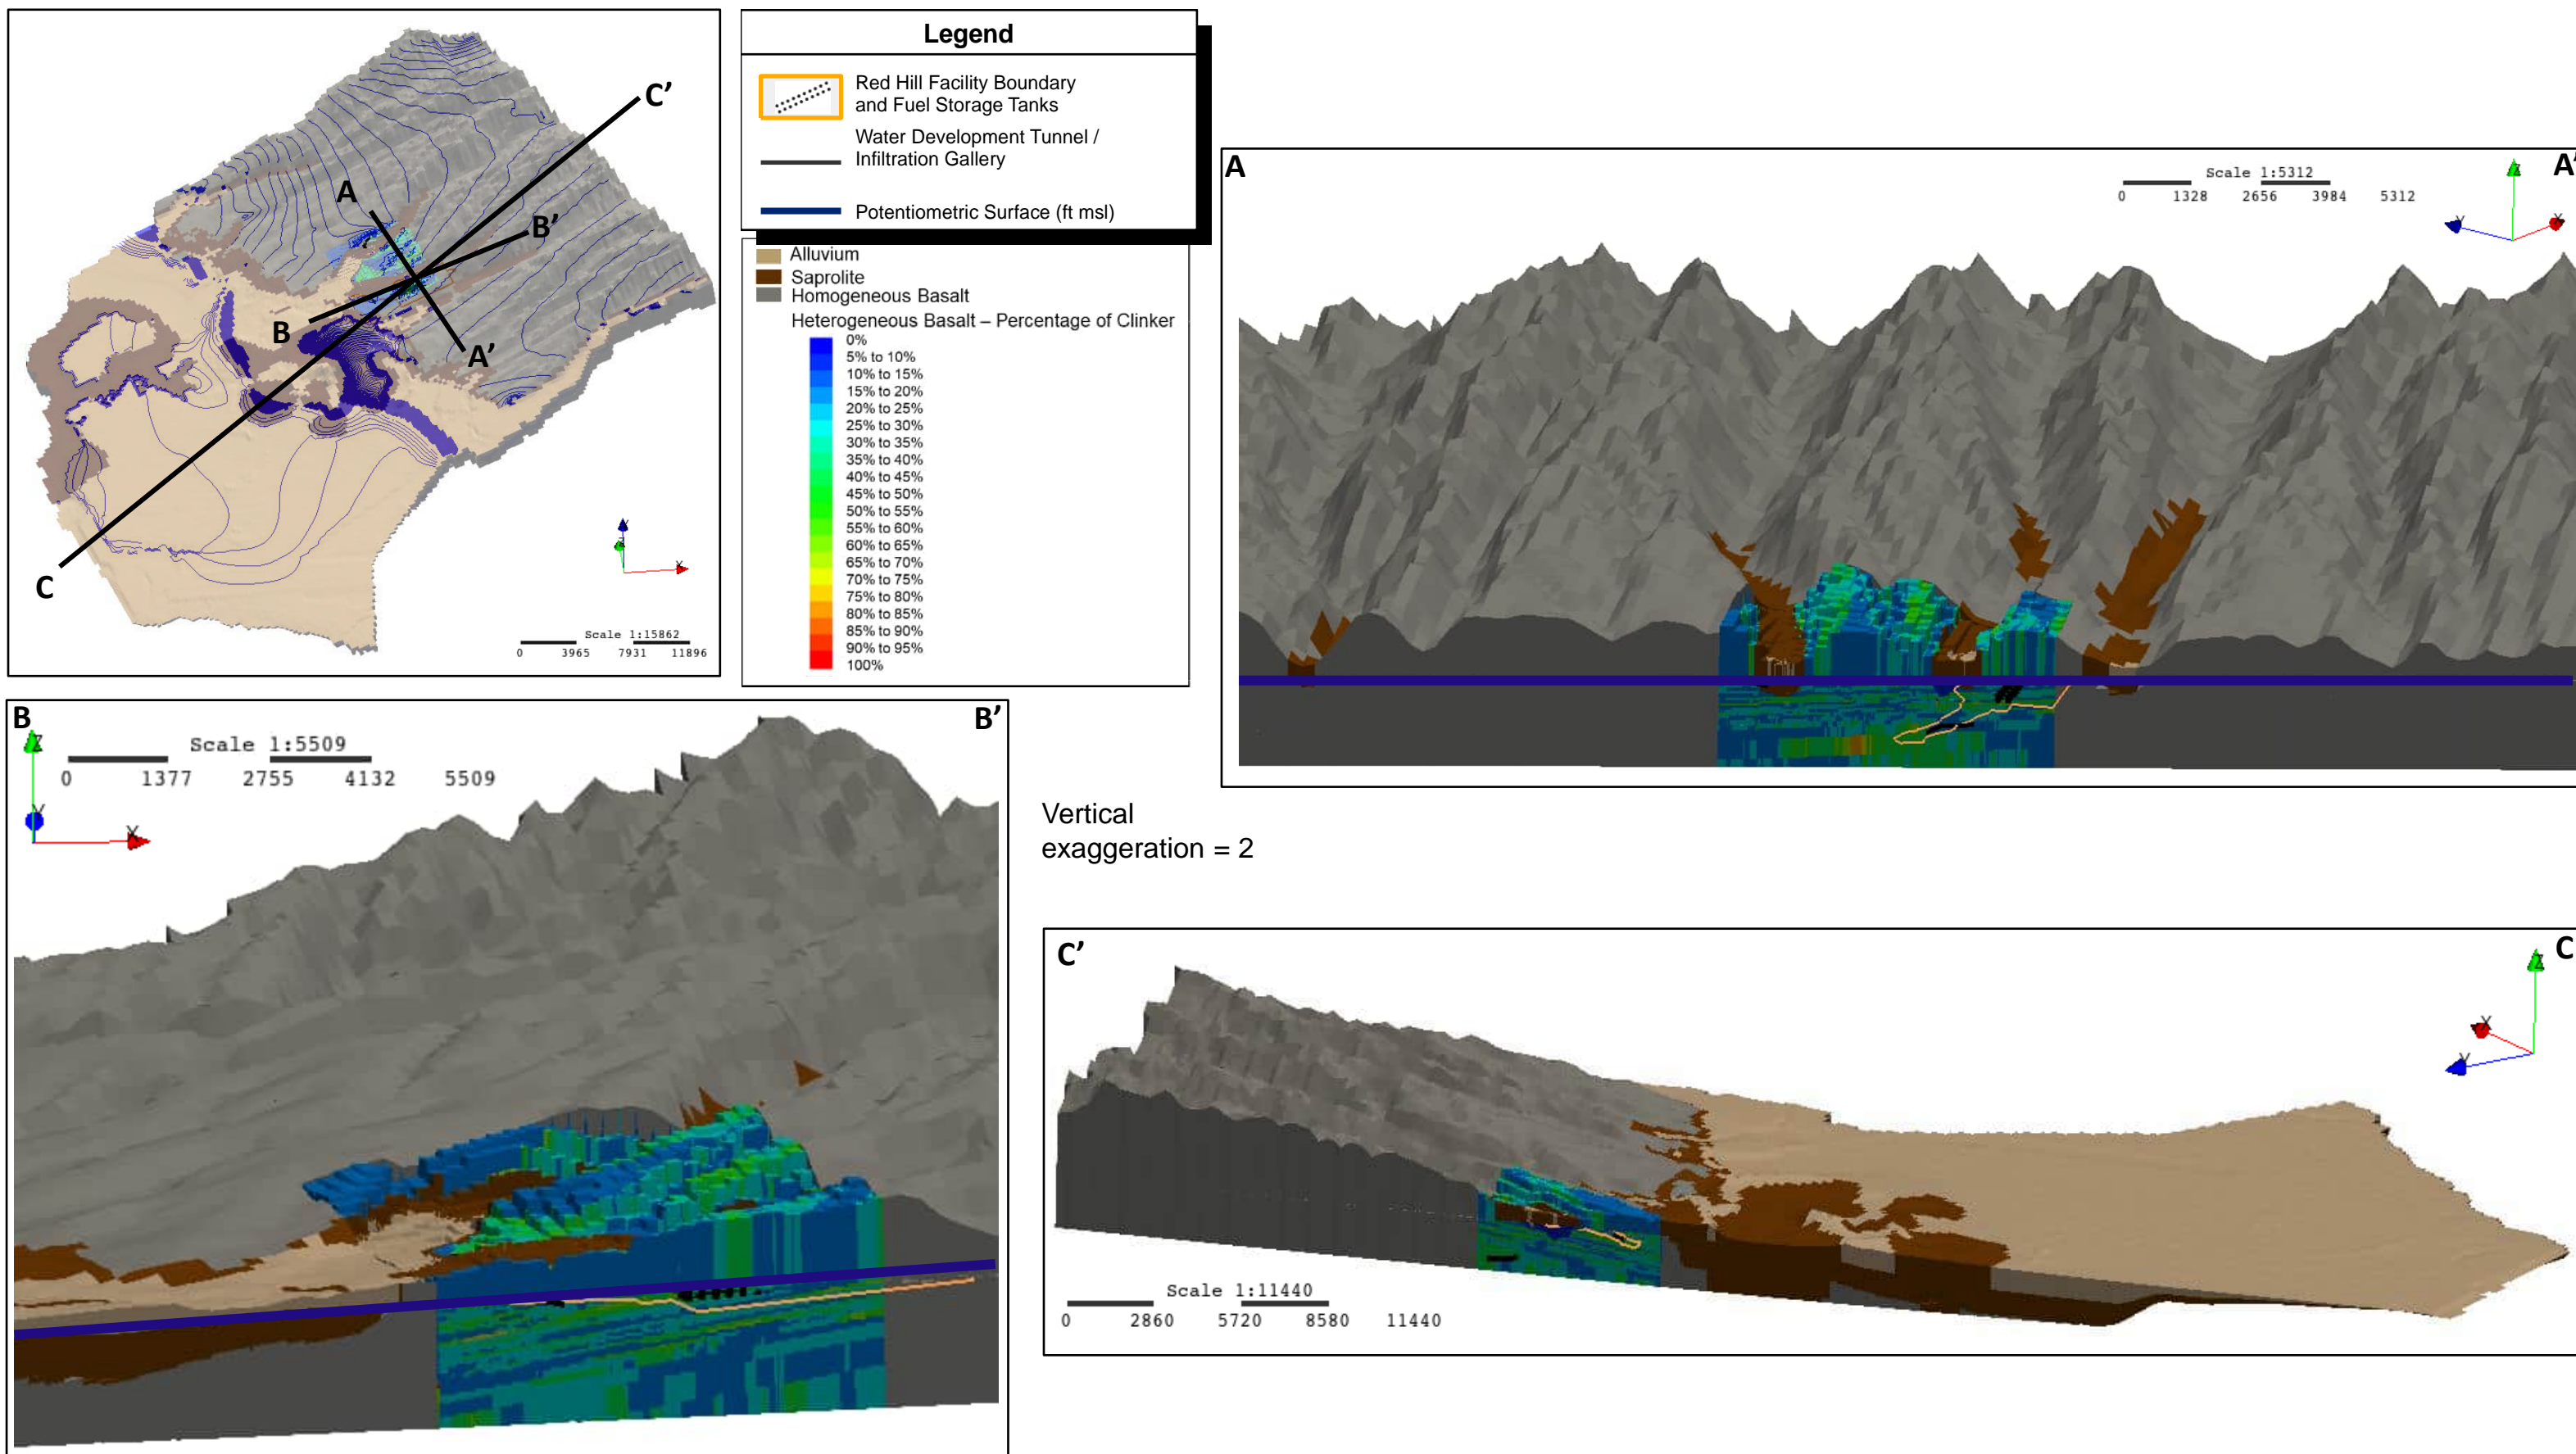 C’
A
B’
B
A’
C
Y
Z
X
Scale 1:15862
0 3965 7931 11896
Legend
Red Hill Facility Boundary
and Fuel Storage Tanks
Water Development Tunnel /
Infiltration Gallery
Potentiometric Surface (ft msl)
Alluvium
Saprolite
Homogeneous Basalt
Heterogeneous Basalt – Percentage of Clinker
0%
5% to 10%
10% to 15%
15% to 20%
20% to 25%
25% to 30%
30% to 35%
35% to 40%
40% to 45%
45% to 50%
50% to 55%
55% to 60%
60% to 65%
65% to 70%
70% to 75%
75% to 80%
80% to 85%
85% to 90%
90% to 95%
100%
A
A’
Scale 1:5312
0 1328 2656 3984 5312
Z
Y
X
B
B’
Z
Scale 1:5509
0 1377 2755 4132 5509
Y
X
Vertical
exaggeration = 2
C’
C
Z
X
Y
Scale 1:11440
0 2860 5720 8580 11440